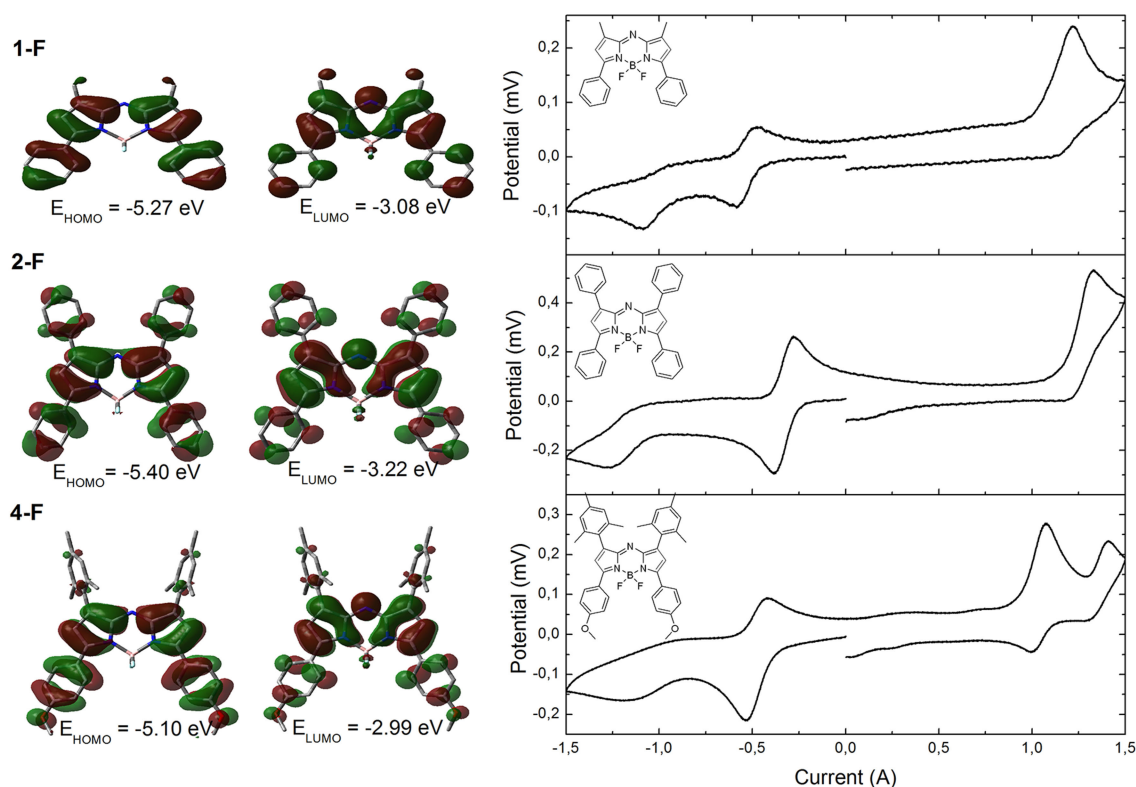 1-F
E_HOMO = -5.27 eV
E_LUMO = -3.08 eV
2-F
E_HOMO = -5.40 eV
E_LUMO = -3.22 eV
4-F
E_HOMO = -5.10 eV
E_LUMO = -2.99 eV
Potential (mV)
0,2
0,1
0,0
-0,1
N
N N
B
F F
Potential (mV)
0,4
0,2
0,0
-0,2
N
N N
B
F F
Potential (mV)
0,3
0,2
0,1
0,0
-0,1
-0,2
N
N N
B
F F
O O
-1,5 -1,0 -0,5 0,0 0,5 1,0 1,5
Current (A)